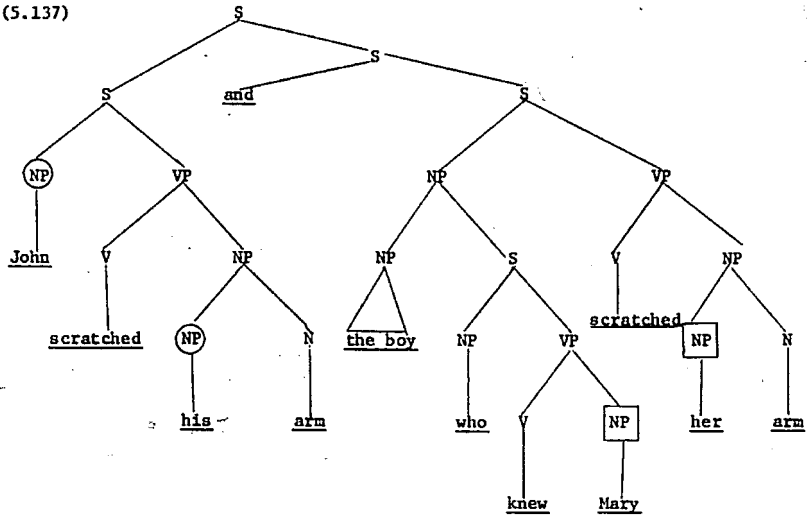 (5.137) S
S
S and S
NP VP NP VP
John V NP NP S V NP
scratched NP N the boy NP VP scratched NP N
his arm who V NP her arm
knew Mary